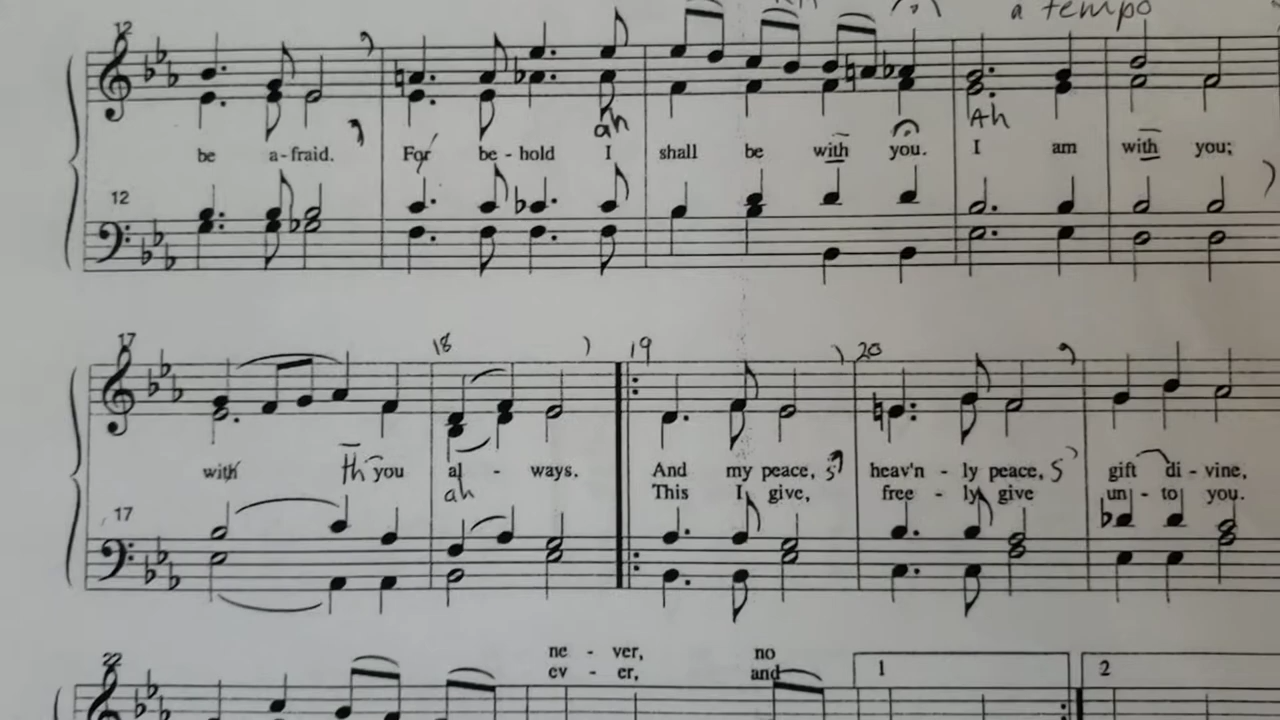 12
a tempo
ah
Ah
be a-fraid. For be-hold I shall be with you. I am with you;
12
17
18
19
20
th
with you al - ways. And my peace, heav'n - ly peace, gift di - vine,
ah
This I give, free - ly give un - to you.
17
22
ne - ver, no
ev - er, and
1
2